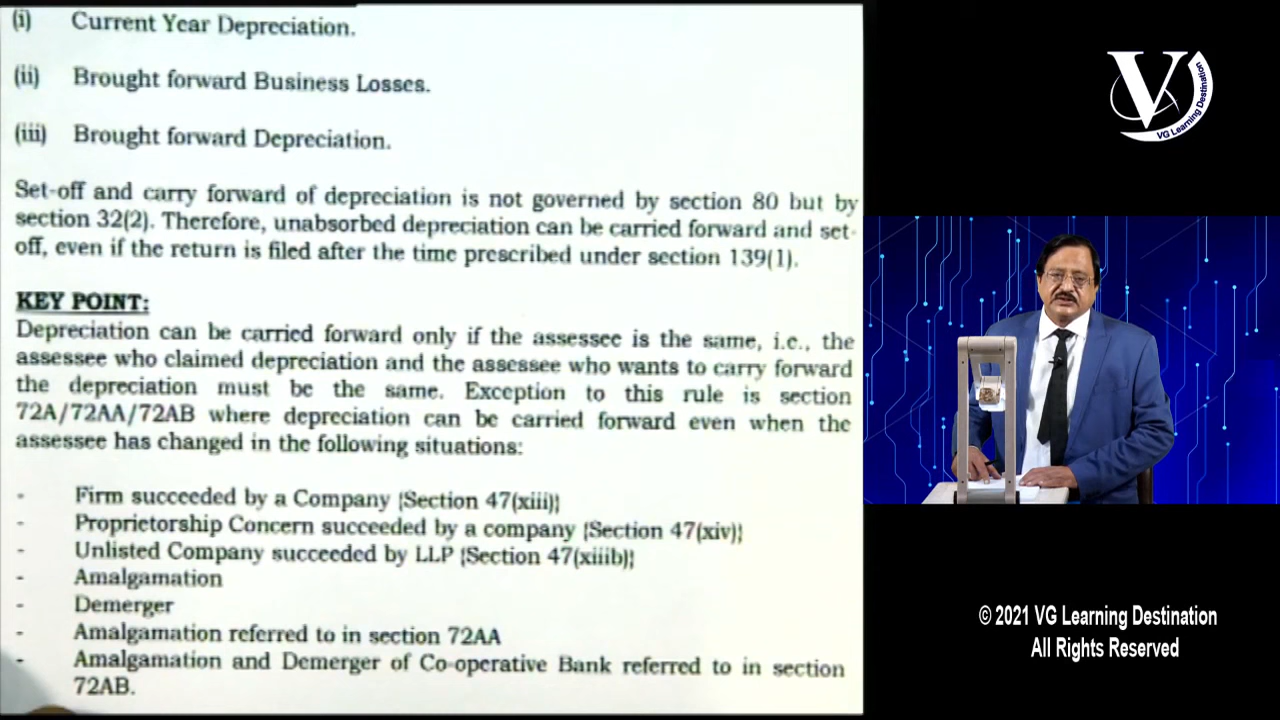 (i) Current Year Depreciation.
(ii) Brought forward Business Losses.
(iii) Brought forward Depreciation.
Set-off and carry forward of depreciation is not governed by section 80 but by
section 32(2). Therefore, unabsorbed depreciation can be carried forward and set-
off, even if the return is filed after the time prescribed under section 139(1).
KEY POINT:
Depreciation can be carried forward only if the assessee is the same, i.e., the
assessee who claimed depreciation and the assessee who wants to carry forward
the depreciation must be the same. Exception to this rule is section
72A/72AA/72AB where depreciation can be carried forward even when the
assessee has changed in the following situations:
- Firm succeeded by a Company {Section 47(xiii)}
- Proprietorship Concern succeeded by a company {Section 47(xiv)}
- Unlisted Company succeeded by LLP {Section 47(xiiib)}
- Amalgamation
- Demerger
- Amalgamation referred to in section 72AA
- Amalgamation and Demerger of Co-operative Bank referred to in section
72AB.
V
VG Learning Destination
© 2021 VG Learning Destination
All Rights Reserved